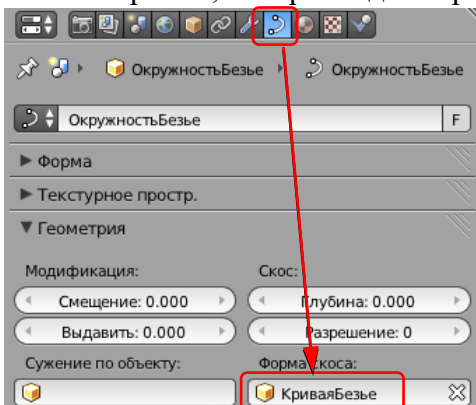 ОкружностьБезье ОкружностьБезье
ОкружностьБезье F
Форма
Текстурное простр.
Геометрия
Модификация: Скос:
Смещение: 0.000 Глубина: 0.000
Выдавить: 0.000 Разрешение: 0
Сужение по объекту: Форма скоса:
КриваяБезье